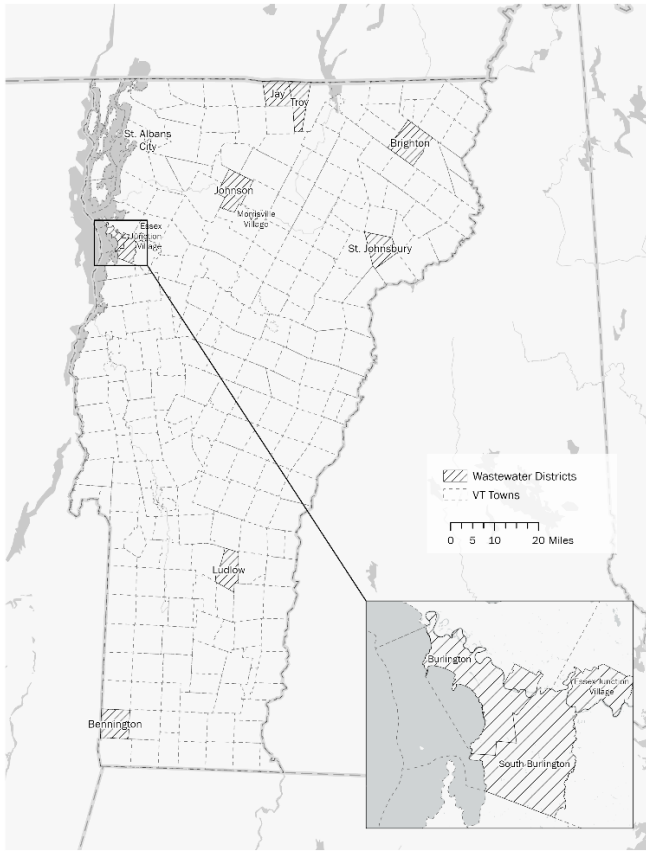 Jay
Troy
St. Albans
City
Brighton
Johnson
Morrisville
Village
Essex
Junction
Village
St. Johnsbury
Wastewater Districts
VT Towns
0 5 10 20 Miles
Ludlow
Burlington
Essex Junction
Village
South Burlington
Bennington